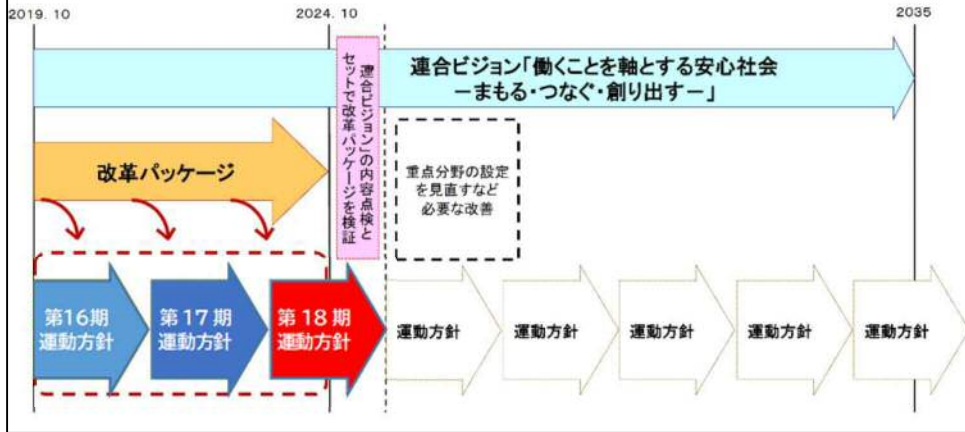 2019. 10
2024. 10
2035
連合ビジョン「働くことを軸とする安心社会
－まもる・つなぐ・創り出す－」
連合ビジョン」の内容点検と
セットで改革パッケージを検証
改革パッケージ
重点分野の設定
を見直すなど
必要な改善
第16期
運動方針
第17期
運動方針
第18期
運動方針
運動方針
運動方針
運動方針
運動方針
運動方針